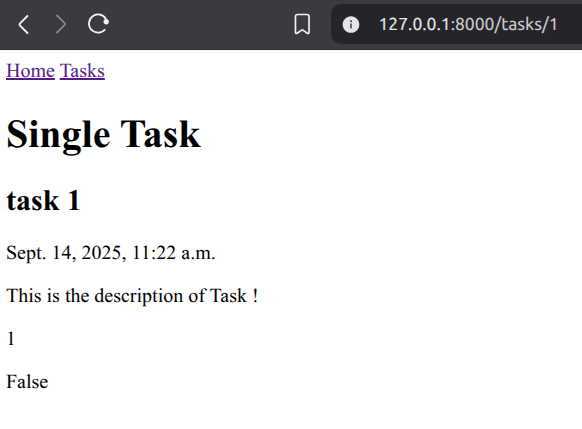 127.0.0.1:8000/tasks/1
Home Tasks
Single Task
task 1
Sept. 14, 2025, 11:22 a.m.
This is the description of Task !
1
False